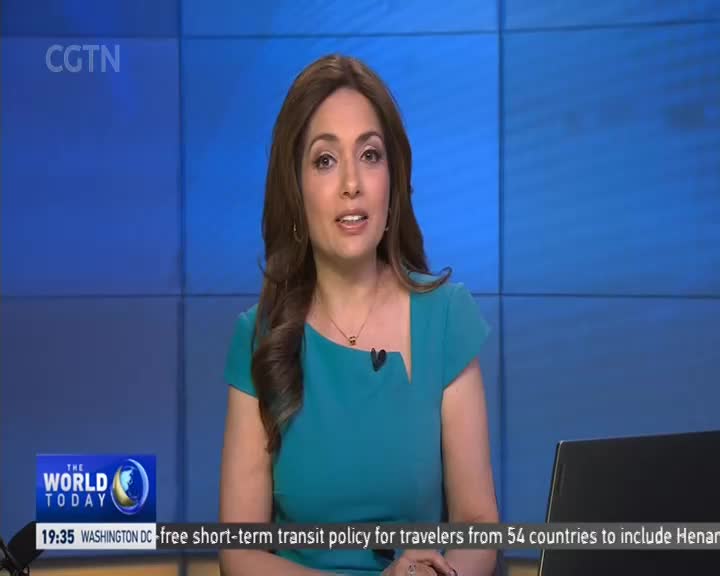 CGTN
THE
WORLD
TODAY
19:35 WASHINGTON DC -free short-term transit policy for travelers from 54 countries to include Henan